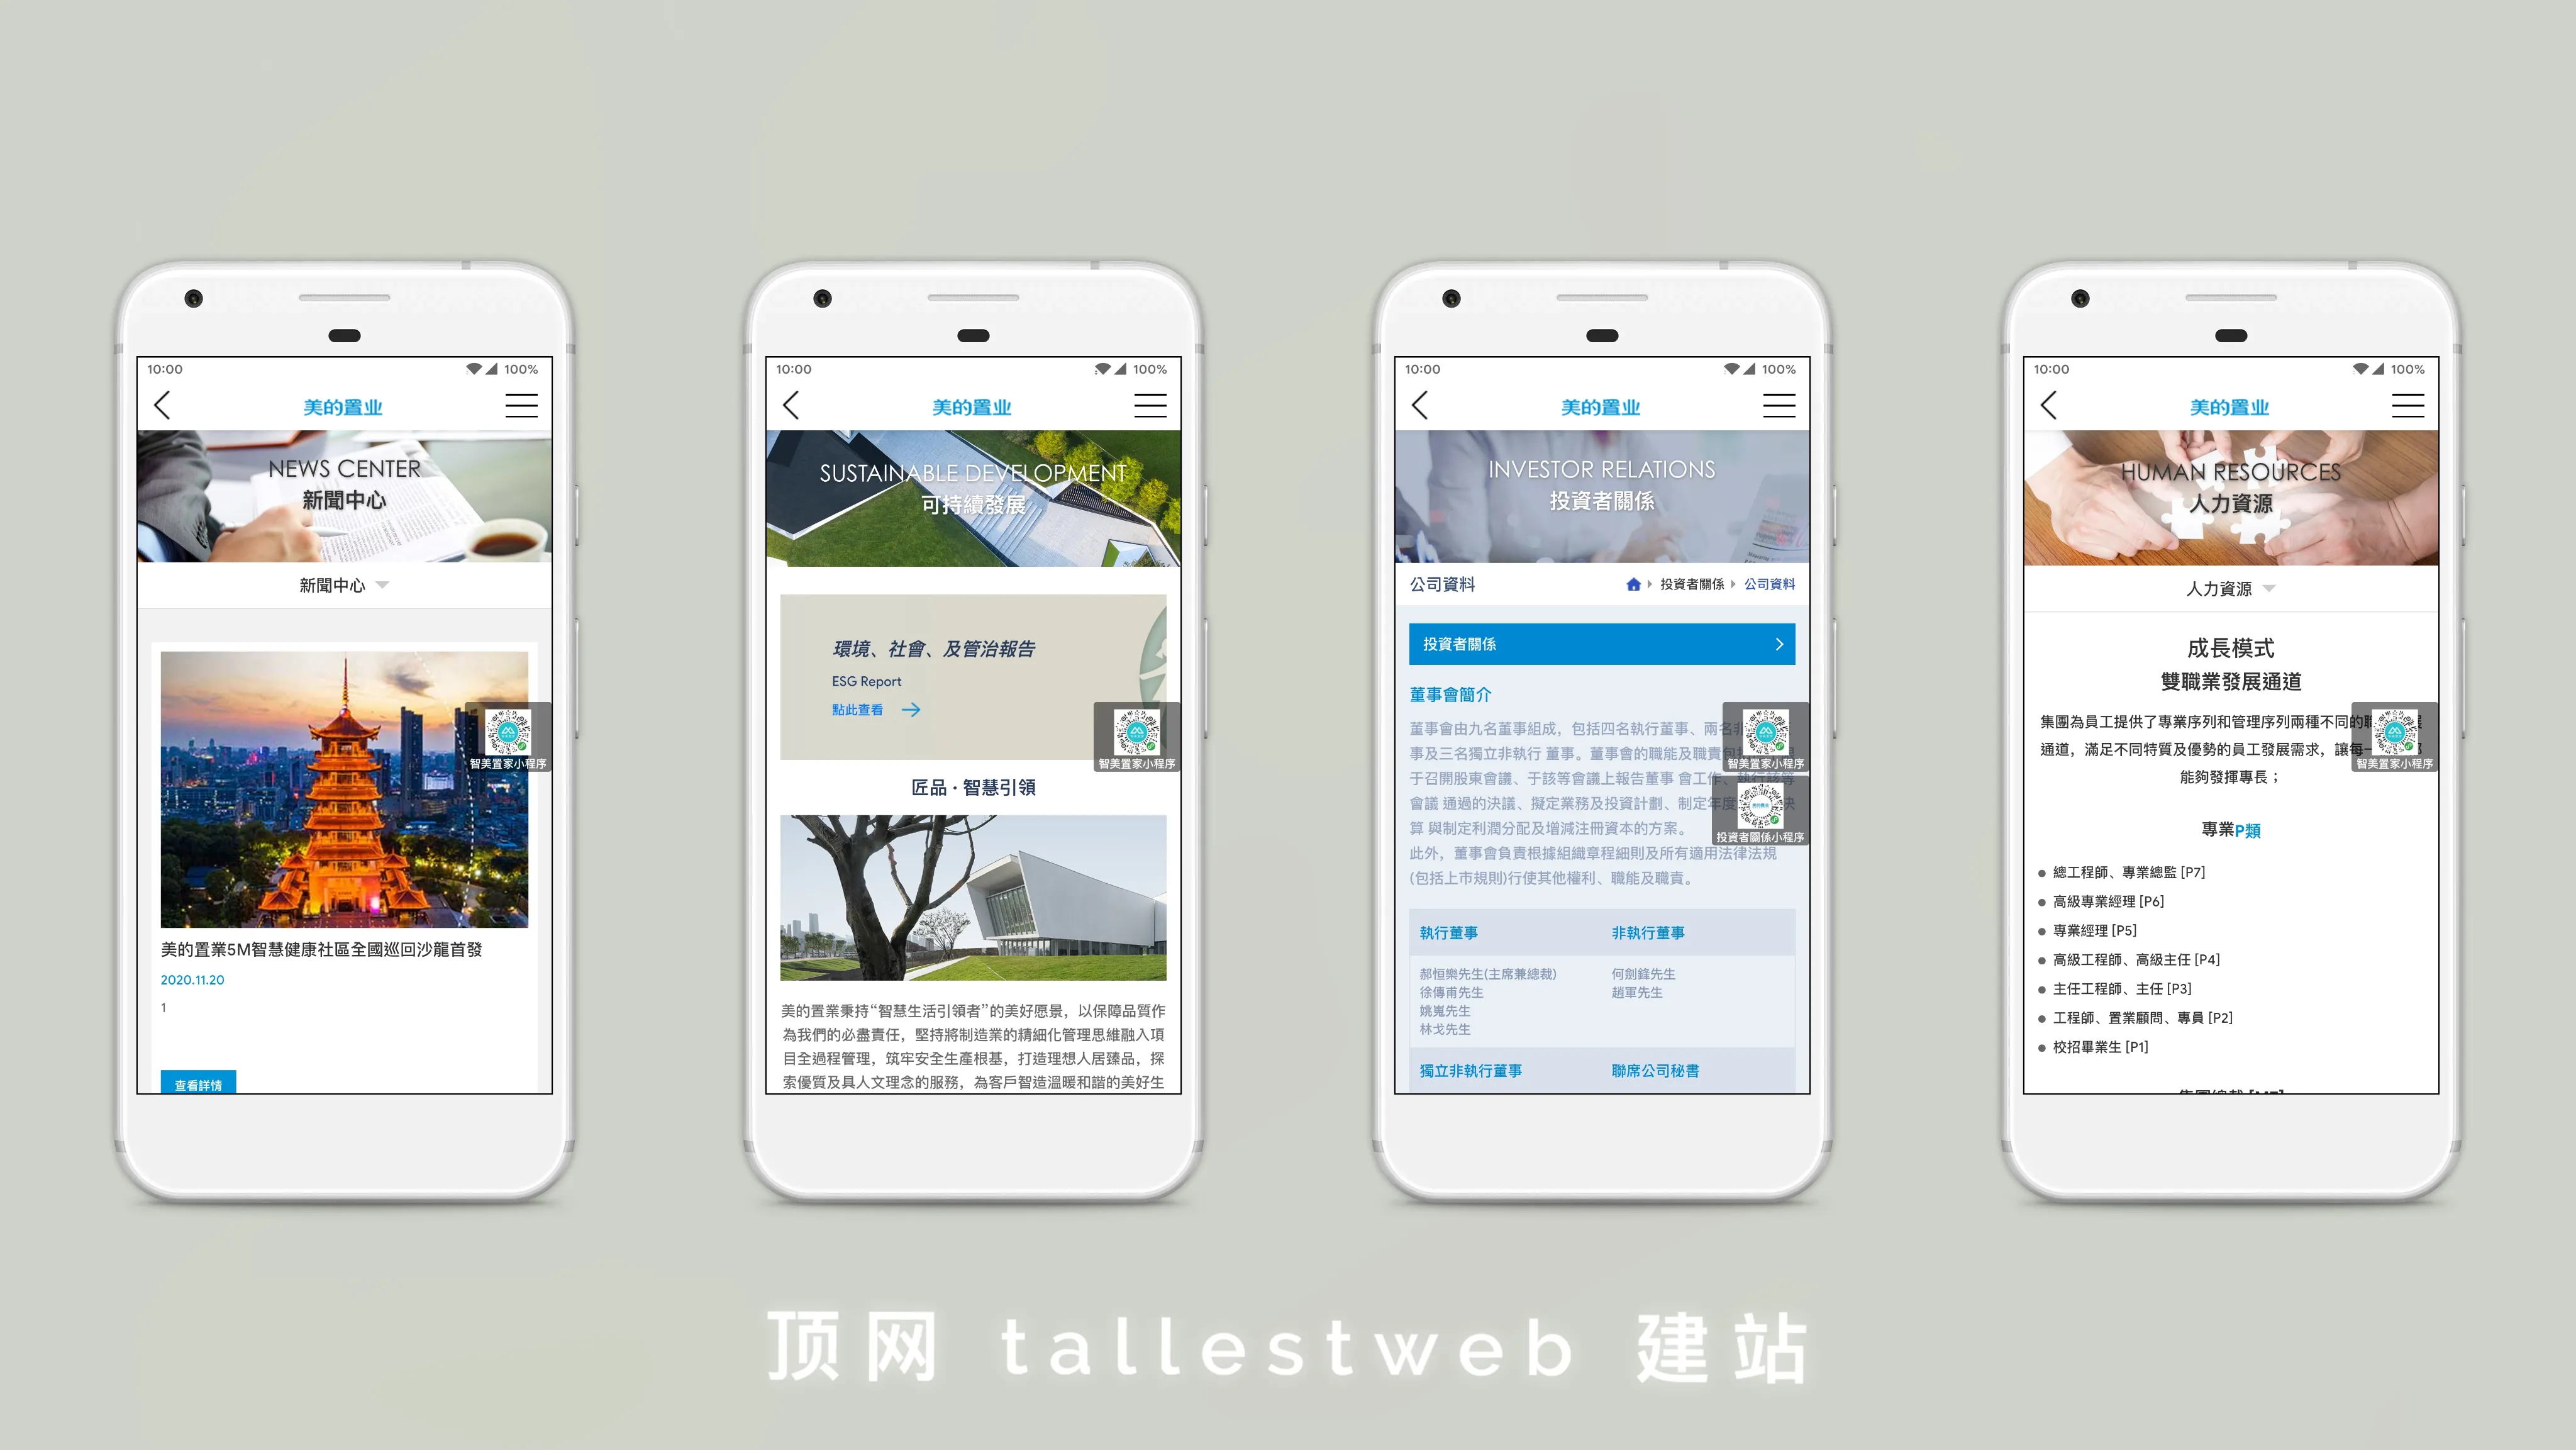 10:00
100%
美的置业
NEWS CENTER
新聞中心
新聞中心
智美置家小程序
美的置業5M智慧健康社區全國巡回沙龍首發
2020.11.20
1
查看詳情
10:00
100%
美的置业
SUSTAINABLE DEVELOPMENT
可持續發展
環境、社會、及管治報告
ESG Report
點此查看
智美置家小程序
匠品·智慧引領
美的置業秉持“智慧生活引領者”的美好愿景，以保障品質作
為我們的必盡責任，堅持將制造業的精細化管理思維融入項
目全過程管理，筑牢安全生產根基，打造理想人居臻品，探
索優質及具人文理念的服務，為客戶智造溫暖和諧的美好生
10:00
100%
美的置业
INVESTOR RELATIONS
投資者關係
公司資料
投資者關係 公司資料
投資者關係
董事會簡介
董事會由九名董事組成，包括四名執行董事、兩名非
事及三名獨立非執行 董事。董事會的職能及職責包
于召開股東會議、于該等會議上報告董事 會工作、執行該等
會議 通過的決議、擬定業務及投資計劃、制定年度
算 與制定利潤分配及增減注冊資本的方案。
此外，董事會負責根據組織章程細則及所有適用法律法規
(包括上市規則)行使其他權利、職能及職責。
智美置家小程序
投資者關係小程序
執行董事 非執行董事
郝恒樂先生(主席兼總裁) 何劍鋒先生
徐傳甫先生 趙軍先生
姚嵬先生
林戈先生
獨立非執行董事 聯席公司秘書
10:00
100%
美的置业
HUMAN RESOURCES
人力資源
人力資源
成長模式
雙職業發展通道
集團為員工提供了專業序列和管理序列兩種不同的
通道，滿足不同特質及優勢的員工發展需求，讓每一
能夠發揮專長；
智美置家小程序
專業P類
總工程師、專業總監 [P7]
高級專業經理 [P6]
專業經理 [P5]
高級工程師、高級主任 [P4]
主任工程師、主任 [P3]
工程師、置業顧問、專員 [P2]
校招畢業生 [P1]
顶网 tallestweb 建站